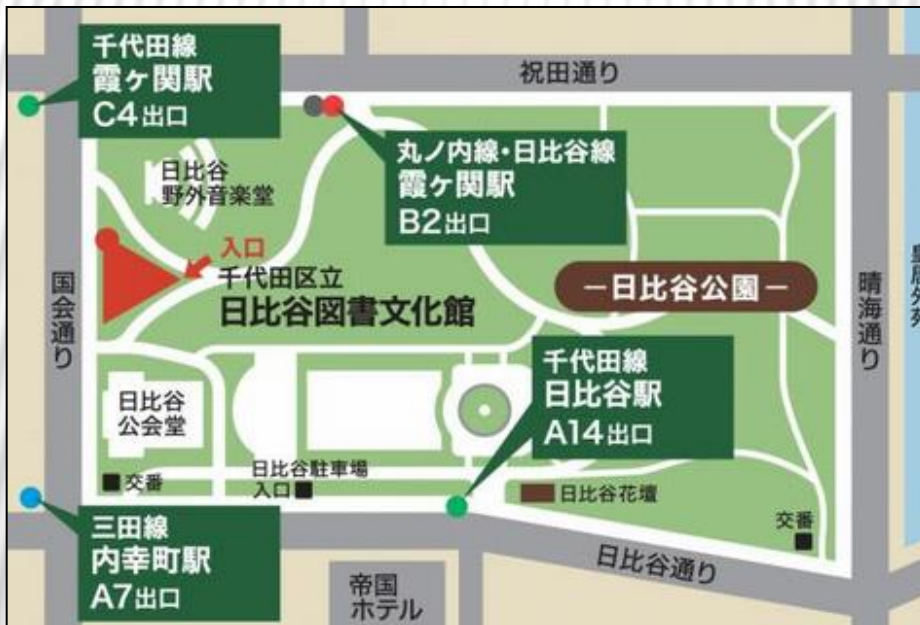 千代田線
霞ヶ関駅
C4出口
祝田通り
丸ノ内線・日比谷線
霞ヶ関駅
B2出口
日比谷
野外音楽堂
入口
千代田区立
日比谷図書文化館
－日比谷公園－
国会通り
晴海通り
皇居外苑
千代田線
日比谷駅
A14出口
日比谷
公会堂
交番
日比谷駐車場
入口
日比谷花壇
交番
三田線
内幸町駅
A7出口
日比谷通り
帝国
ホテル